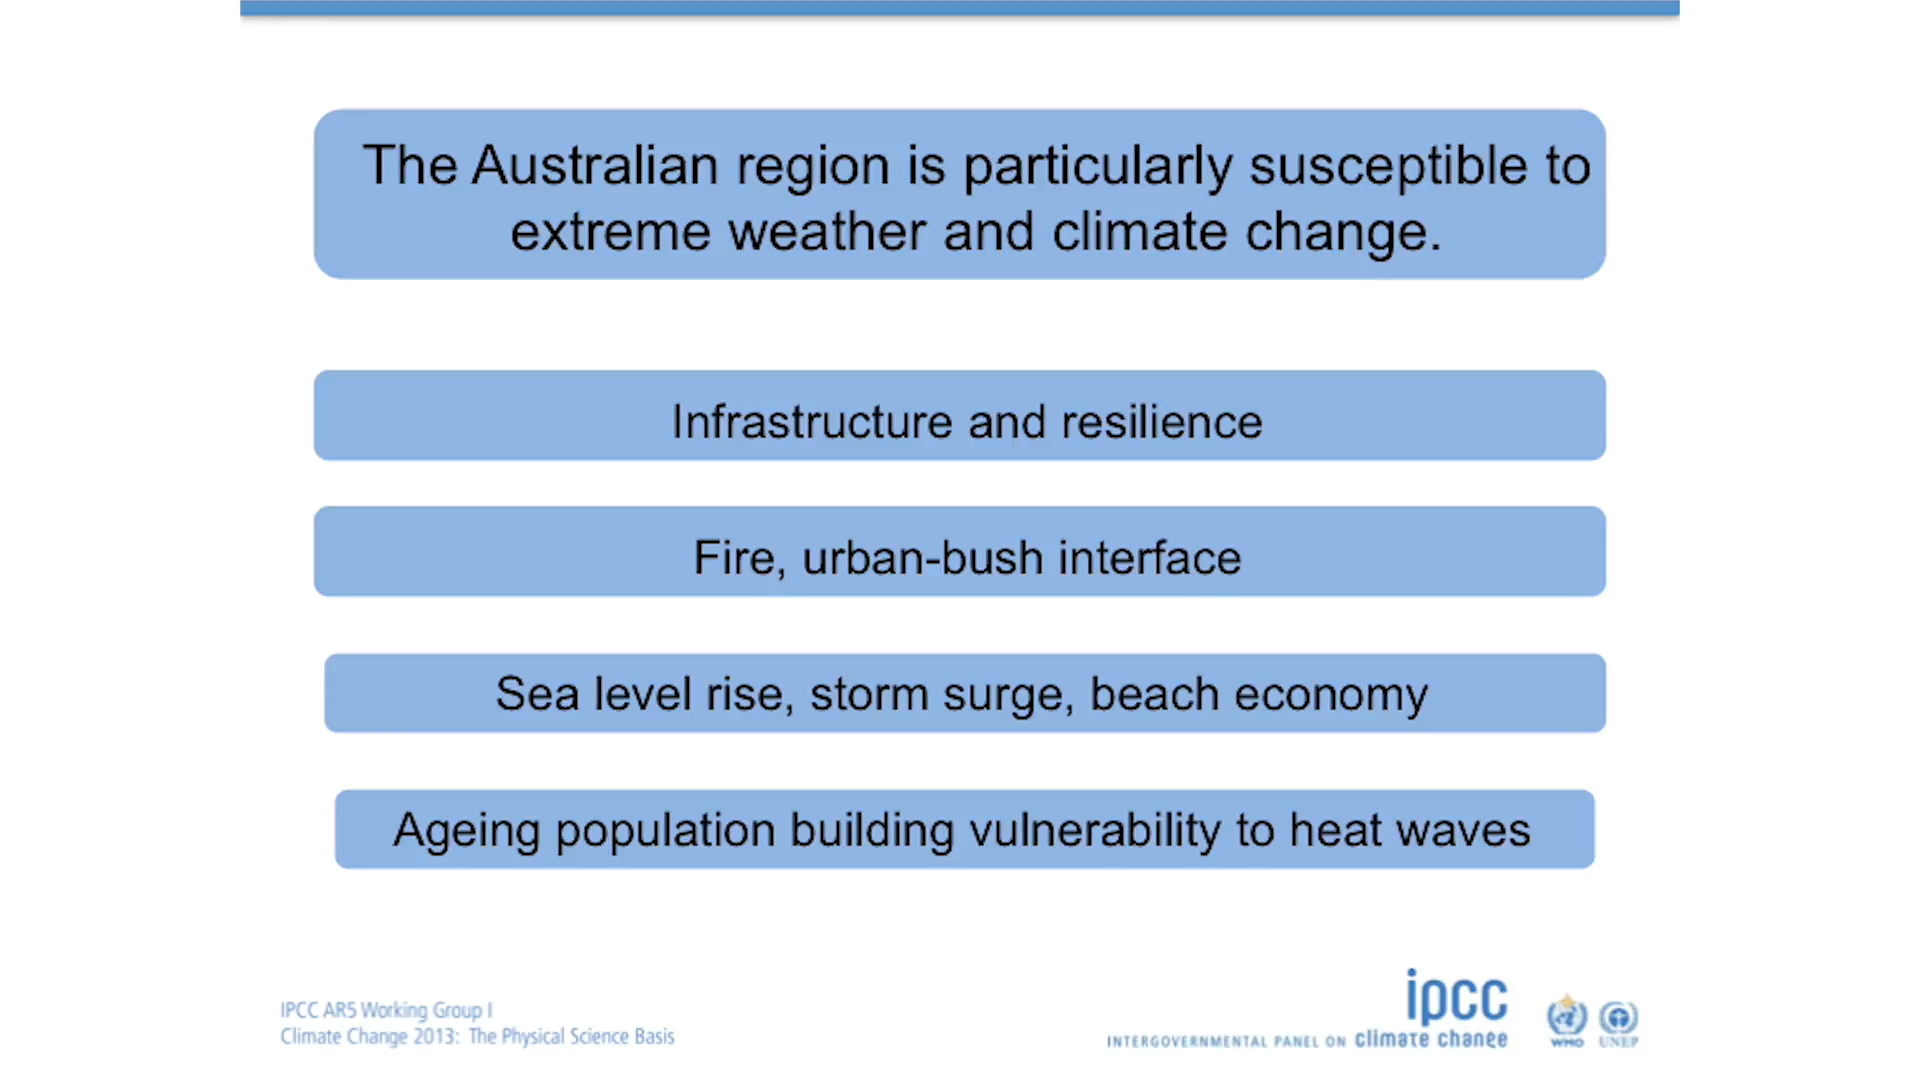 The Australian region is particularly susceptible to
extreme weather and climate change.
Infrastructure and resilience
Fire, urban-bush interface
Sea level rise, storm surge, beach economy
Ageing population building vulnerability to heat waves
IPCC AR5 Working Group I
Climate Change 2013: The Physical Science Basis
ipcc
INTERGOVERNMENTAL PANEL ON climate change
WMO
UNEP